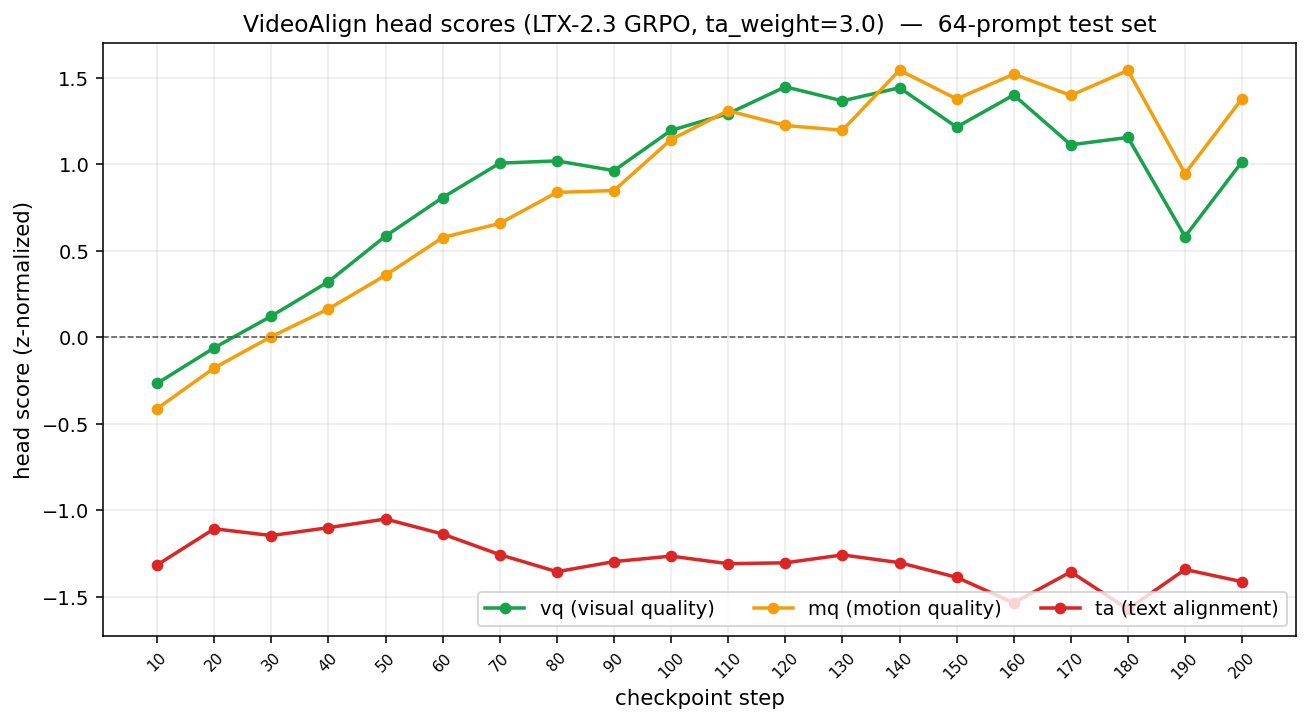 VideoAlign head scores (LTX-2.3 GRPO, ta_weight=3.0) — 64-prompt test set
head score (z-normalized)
1.5
1.0
0.5
0.0
−0.5
−1.0
−1.5
vq (visual quality) mq (motion quality) ta (text alignment)
10 20 30 40 50 60 70 80 90 100 110 120 130 140 150 160 170 180 190 200
checkpoint step